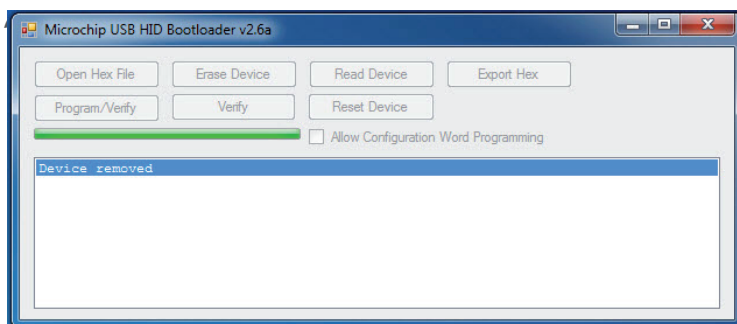 Microchip USB HID Bootloader v2.6a
Open Hex File Erase Device Read Device Export Hex
Program/Verify Verify Reset Device
Allow Configuration Word Programming
Device removed